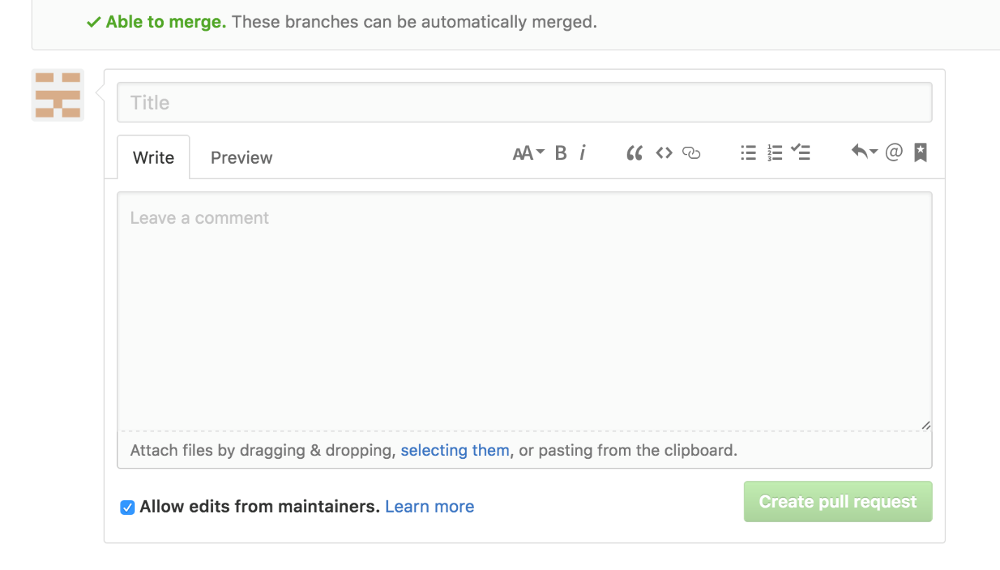 Able to merge. These branches can be automatically merged.
Title
Write Preview AA B i @
Leave a comment
Attach files by dragging & dropping, selecting them, or pasting from the clipboard.
Allow edits from maintainers. Learn more
Create pull request